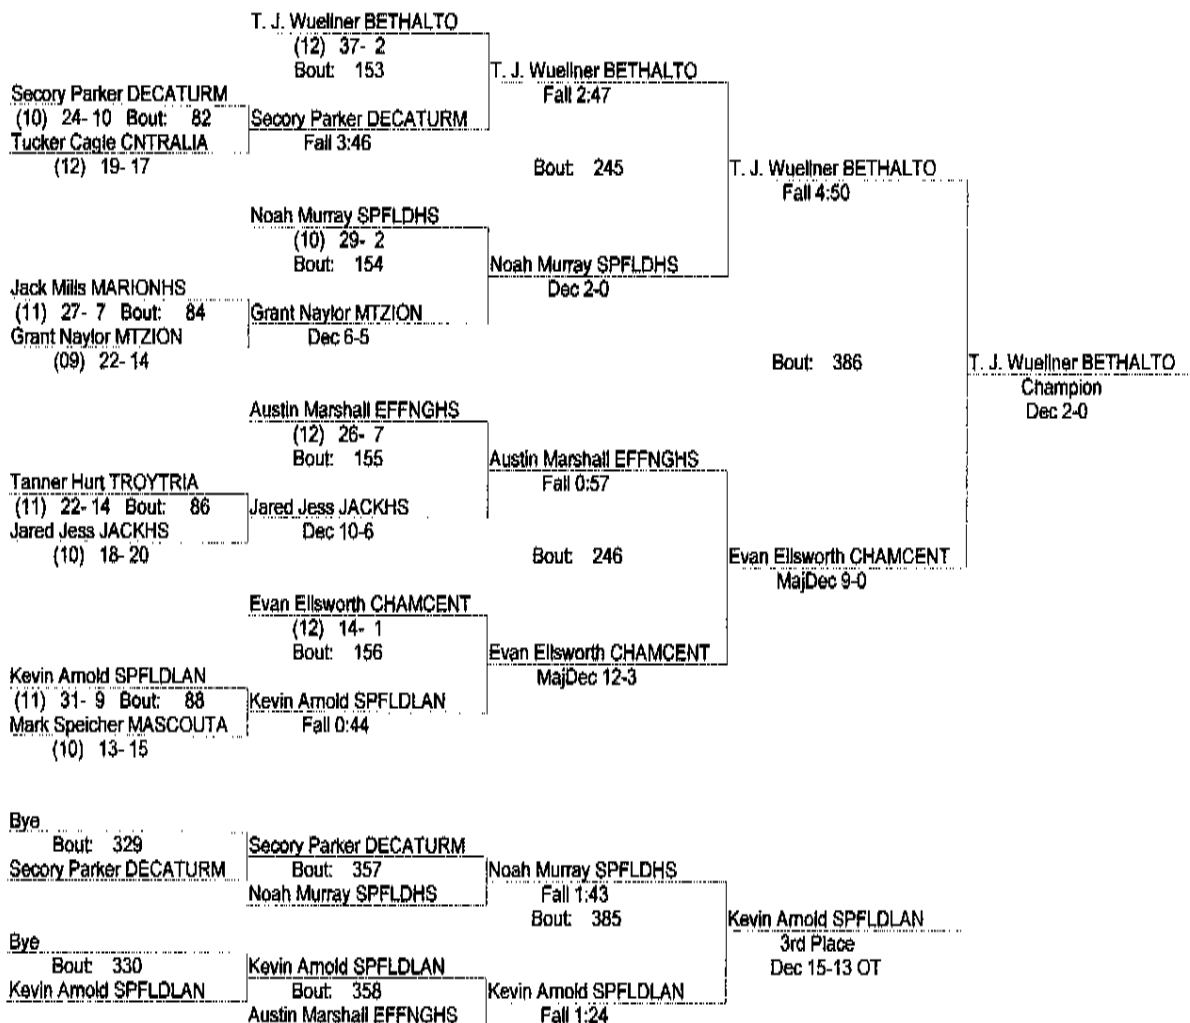 T. J. Wuellner BETHALTO
(12) 37- 2
Bout: 153
T. J. Wuellner BETHALTO
Fall 2:47
Secory Parker DECATURM
(10) 24- 10 Bout: 82
Secory Parker DECATURM
Tucker Cagle CNTRALIA
Fall 3:46
(12) 19- 17
Bout: 245
T. J. Wuellner BETHALTO
Fall 4:50
Noah Murray SPFLDHS
(10) 29- 2
Bout: 154
Noah Murray SPFLDHS
Dec 2-0
Jack Mills MARIONHS
(11) 27- 7 Bout: 84
Grant Naylor MTZION
Grant Naylor MTZION
Dec 6-5
(09) 22- 14
Bout: 386
T. J. Wuellner BETHALTO
Champion
Dec 2-0
Austin Marshall EFFNGHS
(12) 26- 7
Bout: 155
Austin Marshall EFFNGHS
Fall 0:57
Tanner Hurt TROYTRIA
(11) 22- 14 Bout: 86
Jared Jess JACKHS
Jared Jess JACKHS
Dec 10-6
(10) 18- 20
Bout: 246
Evan Ellsworth CHAMCENT
MajDec 9-0
Evan Ellsworth CHAMCENT
(12) 14- 1
Bout: 156
Evan Ellsworth CHAMCENT
MajDec 12-3
Kevin Arnold SPFLDLAN
(11) 31- 9 Bout: 88
Kevin Arnold SPFLDLAN
Mark Speicher MASCOUTA
Fall 0:44
(10) 13- 15
Bye
Bout: 329
Secory Parker DECATURM
Secory Parker DECATURM
Bout: 357
Noah Murray SPFLDHS
Noah Murray SPFLDHS
Fall 1:43
Bout: 385
Kevin Arnold SPFLDLAN
3rd Place
Dec 15-13 OT
Bye
Bout: 330
Kevin Arnold SPFLDLAN
Kevin Arnold SPFLDLAN
Bout: 358
Austin Marshall EFFNGHS
Kevin Arnold SPFLDLAN
Fall 1:24